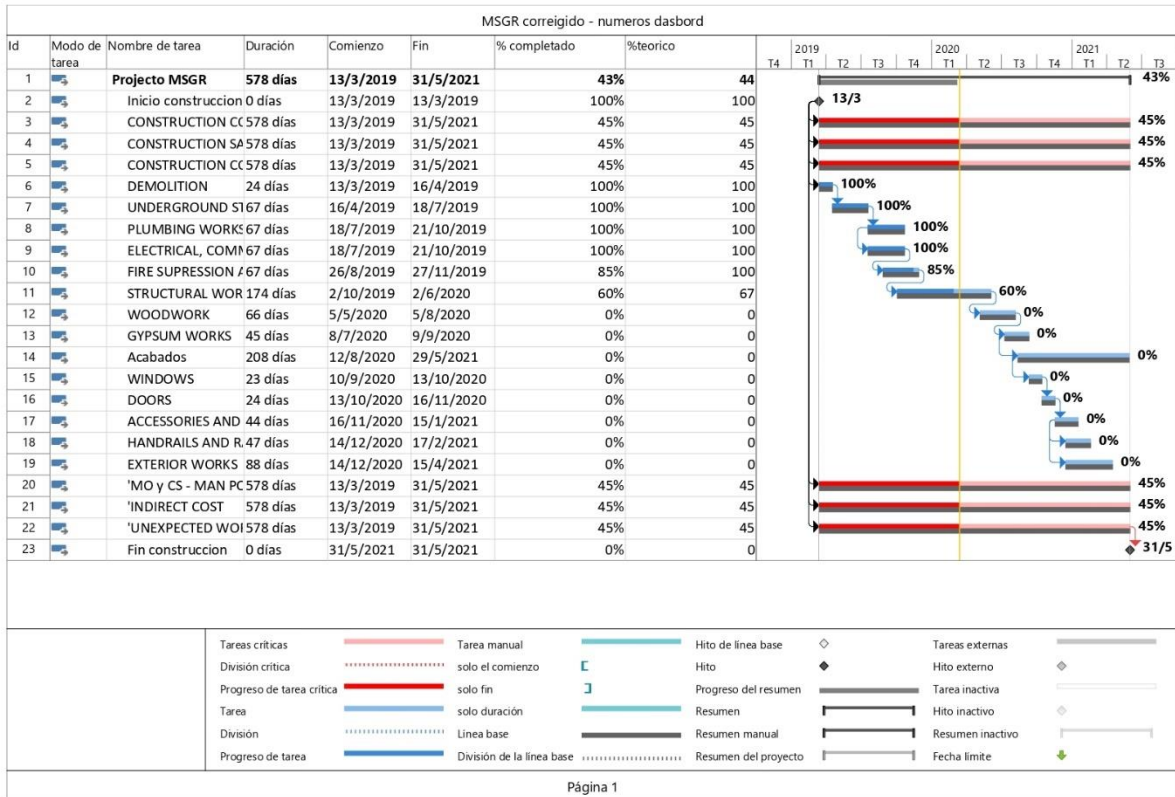 MSGR correigido - numeros dasbord
Id Modo de tarea Nombre de tarea Duración Comienzo Fin % completado %teorico
2019 2020 2021
T4 T1 T2 T3 T4 T1 T2 T3 T4 T1 T2 T3
1 Projecto MSGR 578 días 13/3/2019 31/5/2021 43% 44 43%
2 Inicio construccion 0 días 13/3/2019 13/3/2019 100% 100 13/3
3 CONSTRUCTION CO 578 días 13/3/2019 31/5/2021 45% 45 45%
4 CONSTRUCTION SA 578 días 13/3/2019 31/5/2021 45% 45 45%
5 CONSTRUCTION CO 578 días 13/3/2019 31/5/2021 45% 45 45%
6 DEMOLITION 24 días 13/3/2019 16/4/2019 100% 100 100%
7 UNDERGROUND ST 67 días 16/4/2019 18/7/2019 100% 100 100%
8 PLUMBING WORKS 67 días 18/7/2019 21/10/2019 100% 100 100%
9 ELECTRICAL, COMM 67 días 18/7/2019 21/10/2019 100% 100 100%
10 FIRE SUPRESSION A 67 días 26/8/2019 27/11/2019 85% 100 85%
11 STRUCTURAL WOR 174 días 2/10/2019 2/6/2020 60% 67 60%
12 WOODWORK 66 días 5/5/2020 5/8/2020 0% 0 0%
13 GYPSUM WORKS 45 días 8/7/2020 9/9/2020 0% 0 0%
14 Acabados 208 días 12/8/2020 29/5/2021 0% 0 0%
15 WINDOWS 23 días 10/9/2020 13/10/2020 0% 0 0%
16 DOORS 24 días 13/10/2020 16/11/2020 0% 0 0%
17 ACCESSORIES AND 44 días 16/11/2020 15/1/2021 0% 0 0%
18 HANDRAILS AND R 47 días 14/12/2020 17/2/2021 0% 0 0%
19 EXTERIOR WORKS 88 días 14/12/2020 15/4/2021 0% 0 0%
20 'MO y CS - MAN PO 578 días 13/3/2019 31/5/2021 45% 45 45%
21 'INDIRECT COST 578 días 13/3/2019 31/5/2021 45% 45 45%
22 'UNEXPECTED WO 578 días 13/3/2019 31/5/2021 45% 45 45%
23 Fin construccion 0 días 31/5/2021 31/5/2021 0% 0 31/5
Tareas críticas Tarea manual Hito de línea base Tareas externas
División crítica solo el comienzo Hito Hito externo
Progreso de tarea crítica solo fin Progreso del resumen Tarea inactiva
Tarea solo duración Resumen Hito inactivo
División Línea base Resumen manual Resumen inactivo
Progreso de tarea División de la línea base Resumen del proyecto Fecha límite
Página 1